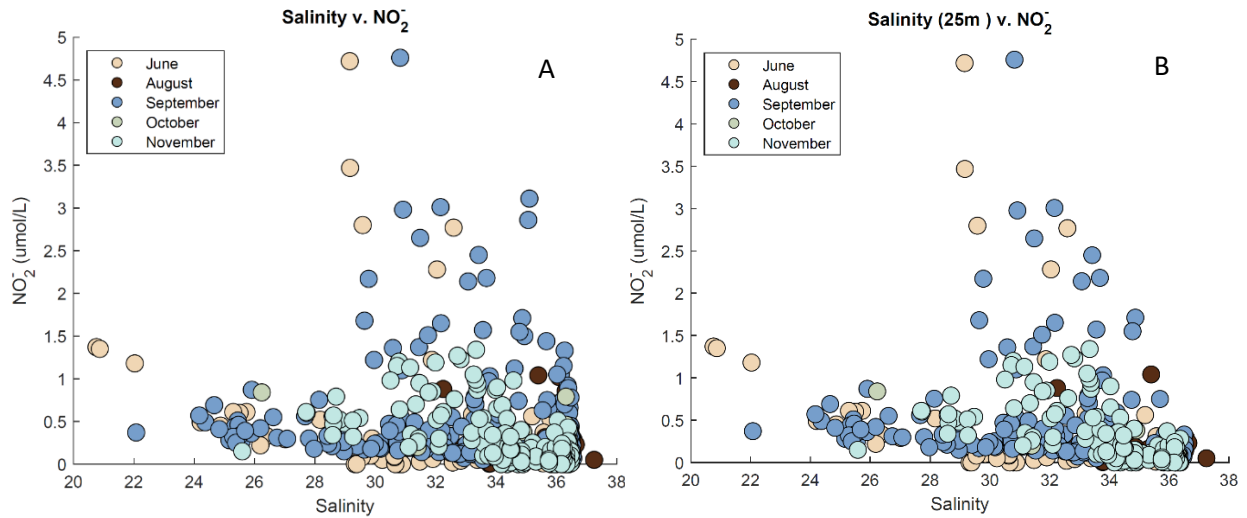 Salinity v. NO₂⁻
A
June
August
September
October
November
5
4.5
4
3.5
3
2.5
2
1.5
1
0.5
0
NO₂⁻ (umol/L)
20 22 24 26 28 30 32 34 36 38
Salinity
Salinity (25m ) v. NO₂⁻
B
June
August
September
October
November
5
4.5
4
3.5
3
2.5
2
1.5
1
0.5
0
NO₂⁻ (umol/L)
20 22 24 26 28 30 32 34 36 38
Salinity